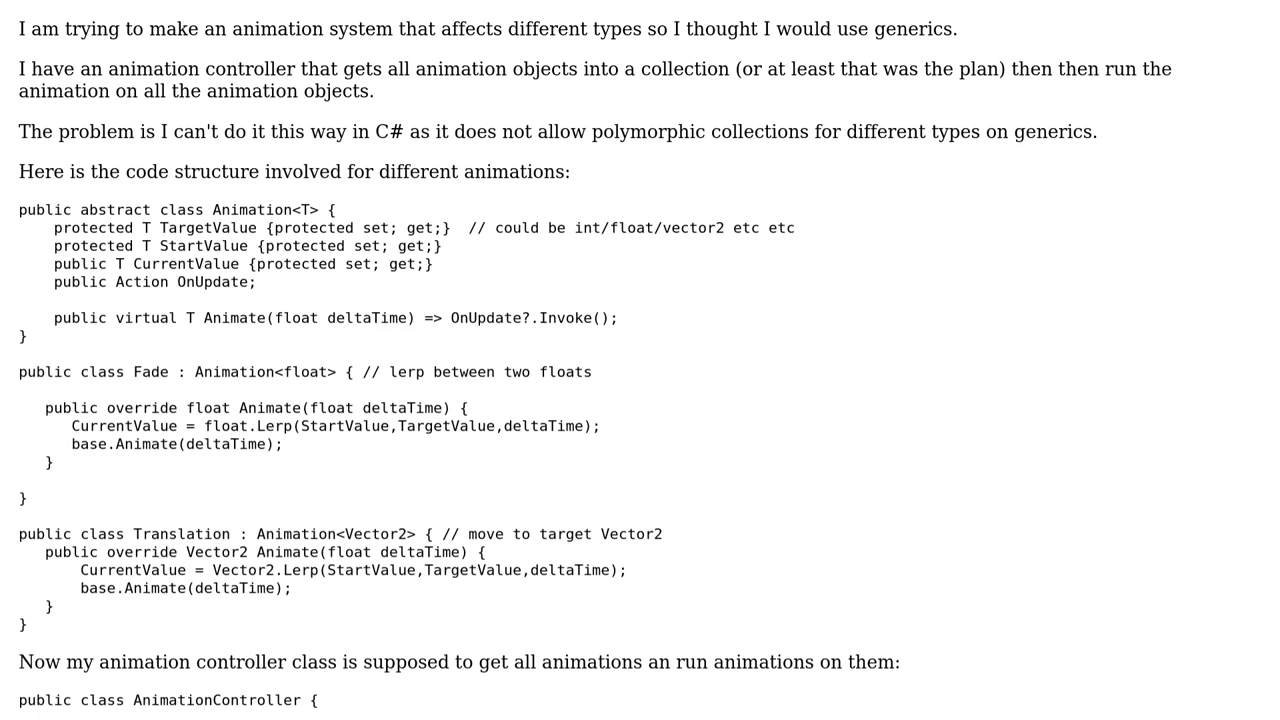 I am trying to make an animation system that affects different types so I thought I would use generics.
I have an animation controller that gets all animation objects into a collection (or at least that was the plan) then then run the
animation on all the animation objects.
The problem is I can't do it this way in C# as it does not allow polymorphic collections for different types on generics.
Here is the code structure involved for different animations:
public abstract class Animation<T> {
    protected T TargetValue {protected set; get;}  // could be int/float/vector2 etc etc
    protected T StartValue {protected set; get;}
    public T CurrentValue {protected set; get;}
    public Action OnUpdate;
    public virtual T Animate(float deltaTime) => OnUpdate?.Invoke();
}
public class Fade : Animation<float> { // lerp between two floats
   public override float Animate(float deltaTime) {
      CurrentValue = float.Lerp(StartValue,TargetValue,deltaTime);
      base.Animate(deltaTime);
   }
}
public class Translation : Animation<Vector2> { // move to target Vector2
   public override Vector2 Animate(float deltaTime) {
       CurrentValue = Vector2.Lerp(StartValue,TargetValue,deltaTime);
       base.Animate(deltaTime);
   }
}
Now my animation controller class is supposed to get all animations an run animations on them:
public class AnimationController {